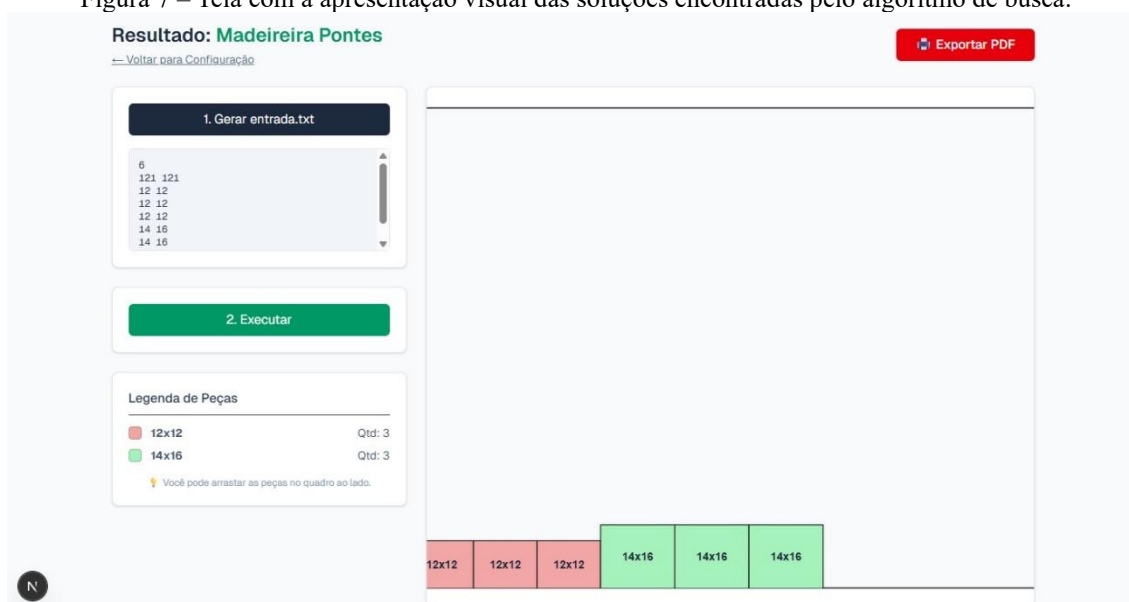 Figura 7 – Tela com a apresentação visual das soluções encontradas pelo algoritmo de busca.
Resultado: Madeireira Pontes
← Voltar para Configuração
Exportar PDF
1. Gerar entrada.txt
6
121 121
12 12
12 12
12 12
14 16
14 16
2. Executar
Legenda de Peças
12x12 Qtd: 3
14x16 Qtd: 3
Você pode arrastar as peças no quadro ao lado.
12x12 12x12 12x12 14x16 14x16 14x16
N